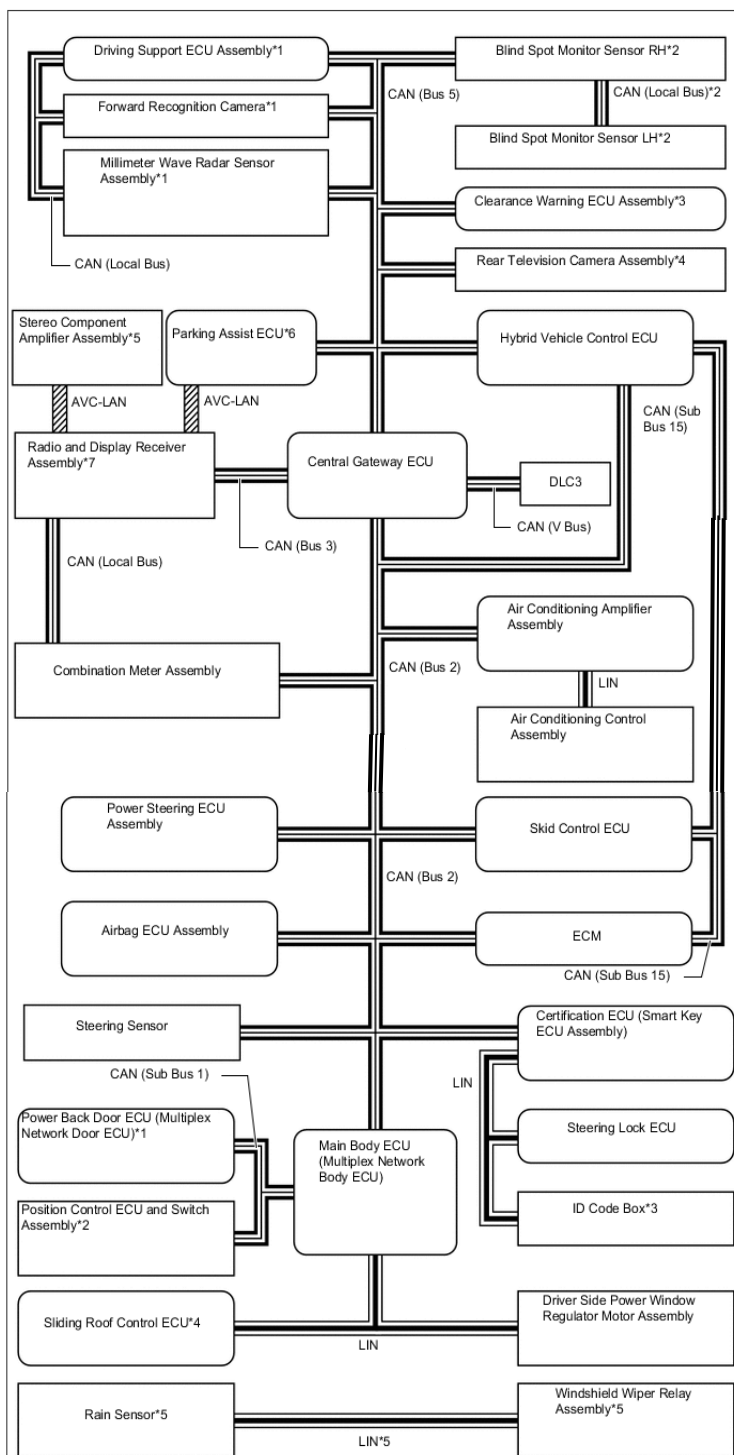 Driving Support ECU Assembly*1
Blind Spot Monitor Sensor RH*2
CAN (Bus 5)
CAN (Local Bus)*2
Forward Recognition Camera*1
Blind Spot Monitor Sensor LH*2
Millimeter Wave Radar Sensor
Assembly*1
Clearance Warning ECU Assembly*3
CAN (Local Bus)
Rear Television Camera Assembly*4
Stereo Component
Amplifier Assembly*5
Parking Assist ECU*6
Hybrid Vehicle Control ECU
AVC-LAN
AVC-LAN
CAN (Sub
Bus 15)
Radio and Display Receiver
Assembly*7
Central Gateway ECU
DLC3
CAN (V Bus)
CAN (Bus 3)
CAN (Local Bus)
Air Conditioning Amplifier
Assembly
Combination Meter Assembly
CAN (Bus 2)
LIN
Air Conditioning Control
Assembly
Power Steering ECU
Assembly
Skid Control ECU
CAN (Bus 2)
Airbag ECU Assembly
ECM
CAN (Sub Bus 15)
Steering Sensor
Certification ECU (Smart Key
ECU Assembly)
CAN (Sub Bus 1)
LIN
Power Back Door ECU (Multiplex
Network Door ECU)*1
Main Body ECU
(Multiplex Network
Body ECU)
Steering Lock ECU
Position Control ECU and Switch
Assembly*2
ID Code Box*3
Sliding Roof Control ECU*4
Driver Side Power Window
Regulator Motor Assembly
LIN
Rain Sensor*5
Windshield Wiper Relay
Assembly*5
LIN*5